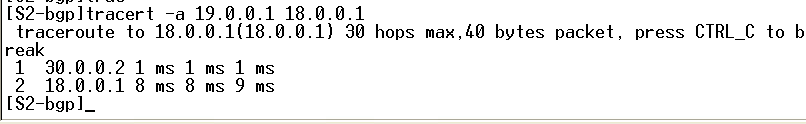 [S2-bgp]tracert -a 19.0.0.1 18.0.0.1
traceroute to 18.0.0.1(18.0.0.1) 30 hops max,40 bytes packet, press CTRL_C to b
reak
1 30.0.0.2 1 ms 1 ms 1 ms
2 18.0.0.1 8 ms 8 ms 9 ms
[S2-bgp]_